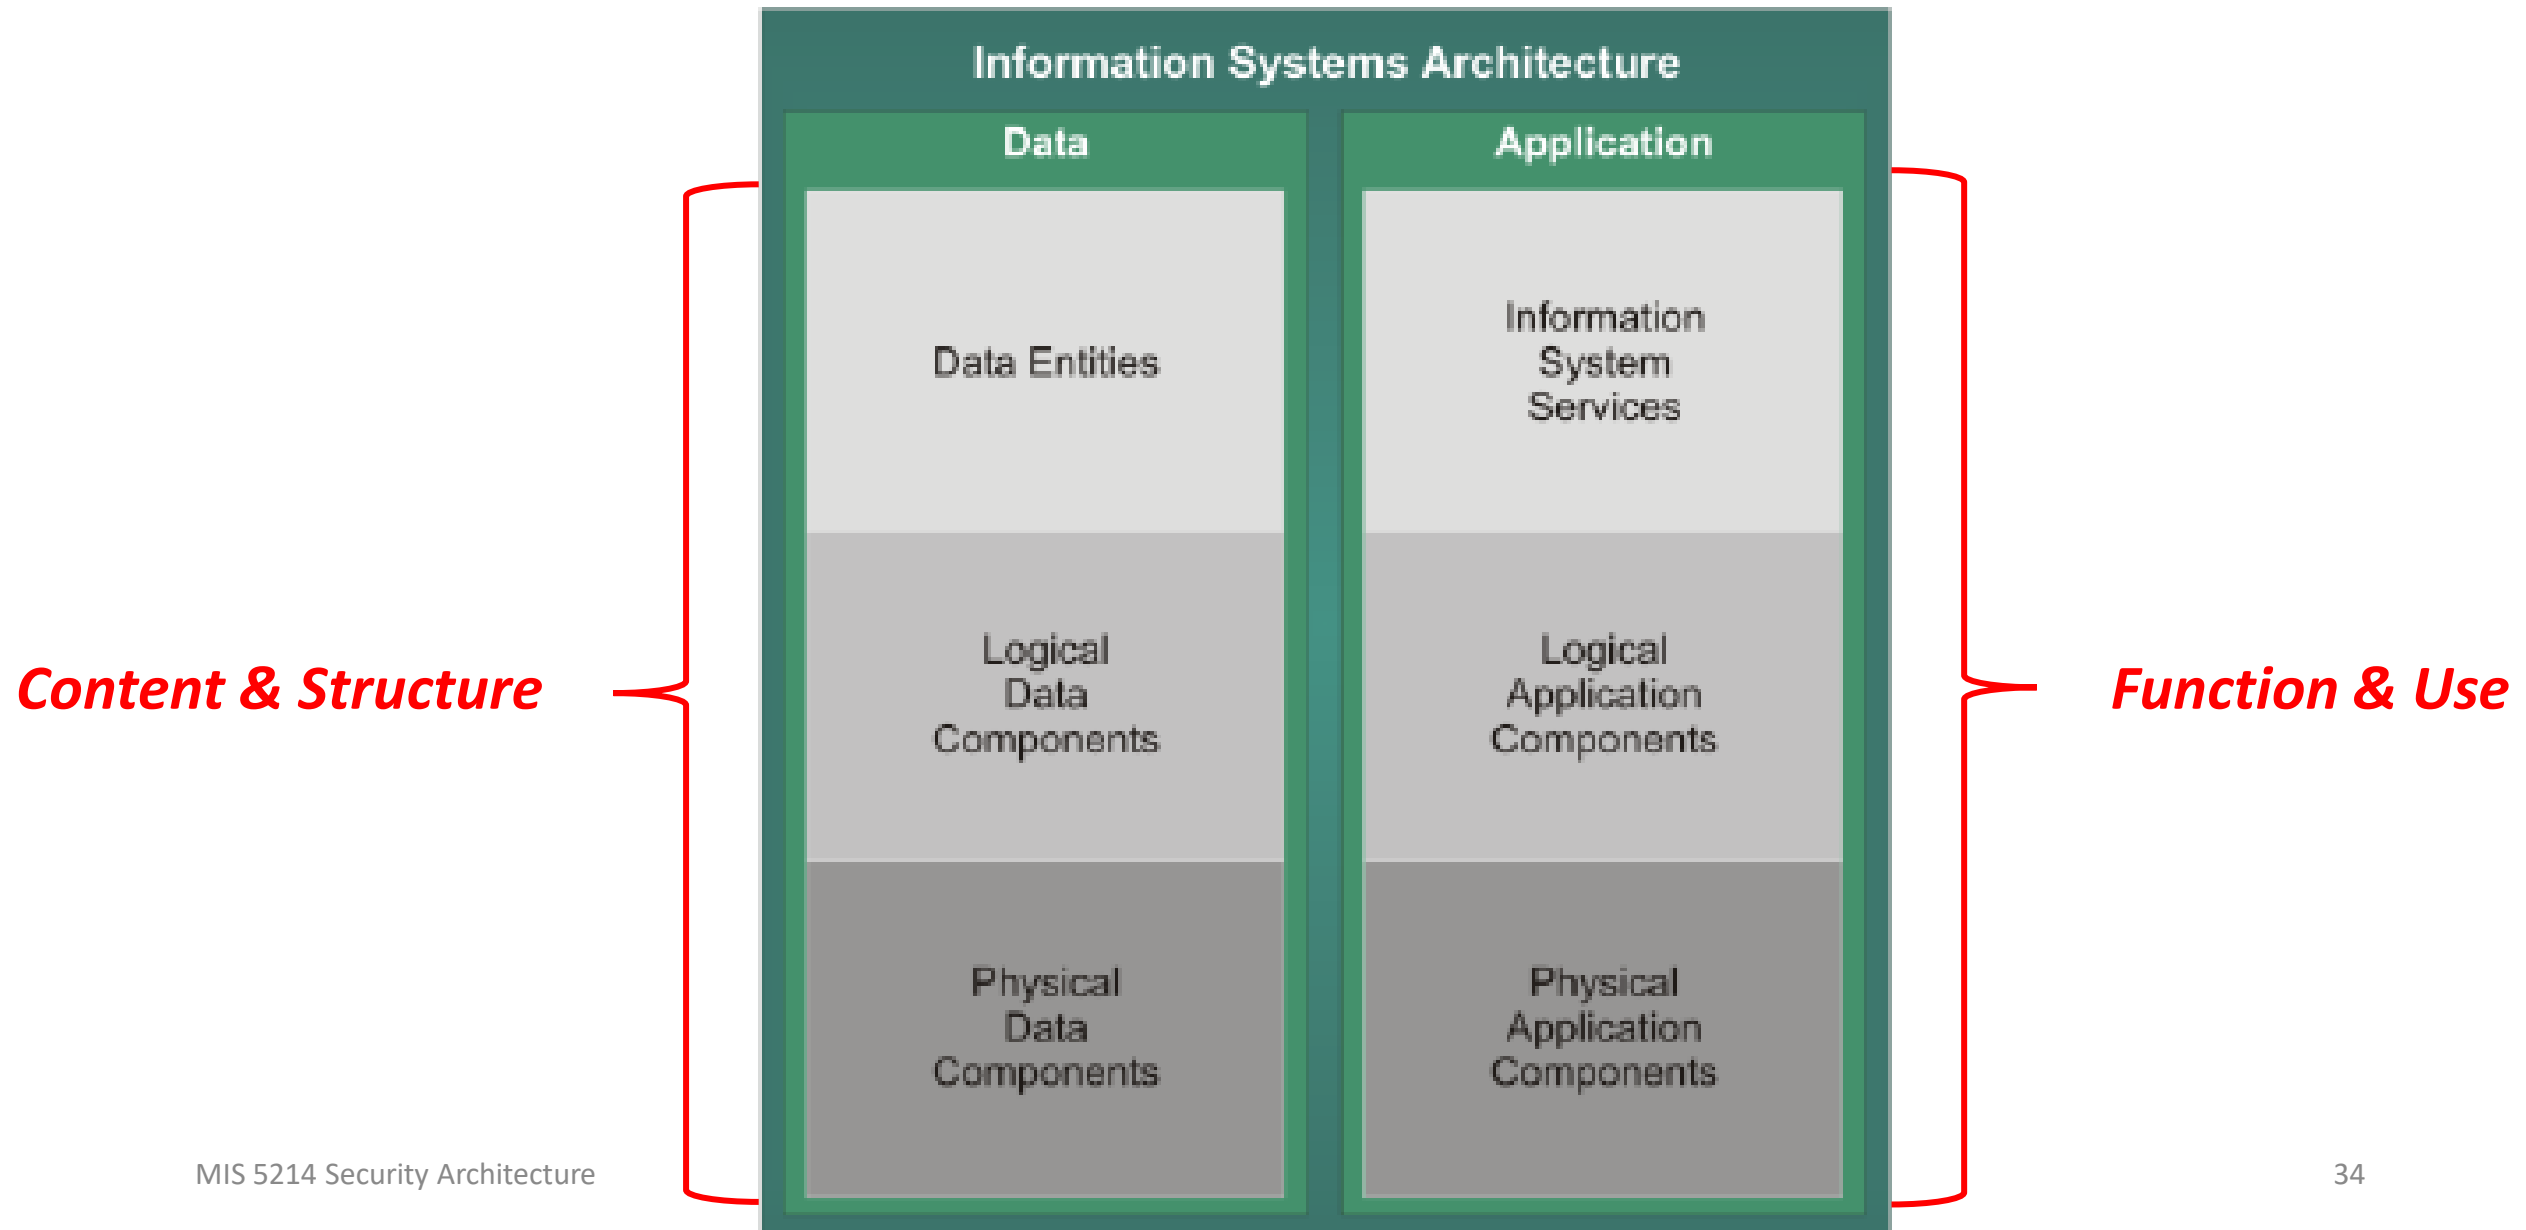 Information Systems Architecture
Data
Data Entities
Logical
Data
Components
Physical
Data
Components
Application
Information
System
Services
Logical
Application
Components
Physical
Application
Components
Content & Structure
Function & Use
MIS 5214 Security Architecture
34